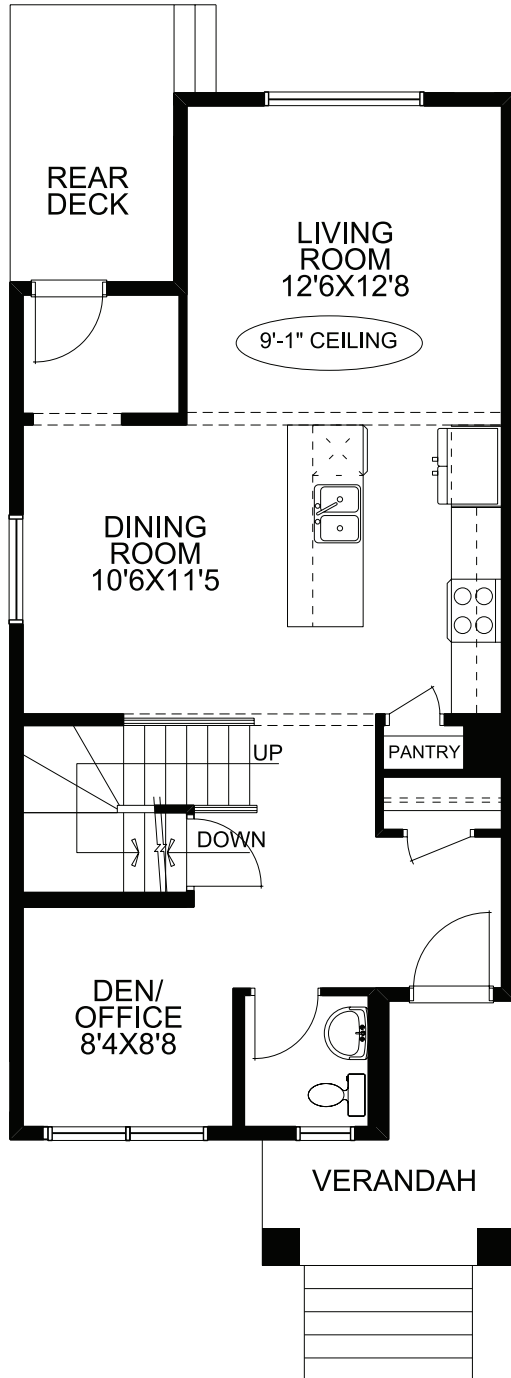 REAR
DECK
LIVING
ROOM
12'6X12'8
9'-1" CEILING
DINING
ROOM
10'6X11'5
UP
PANTRY
DOWN
DEN/
OFFICE
8'4X8'8
VERANDAH